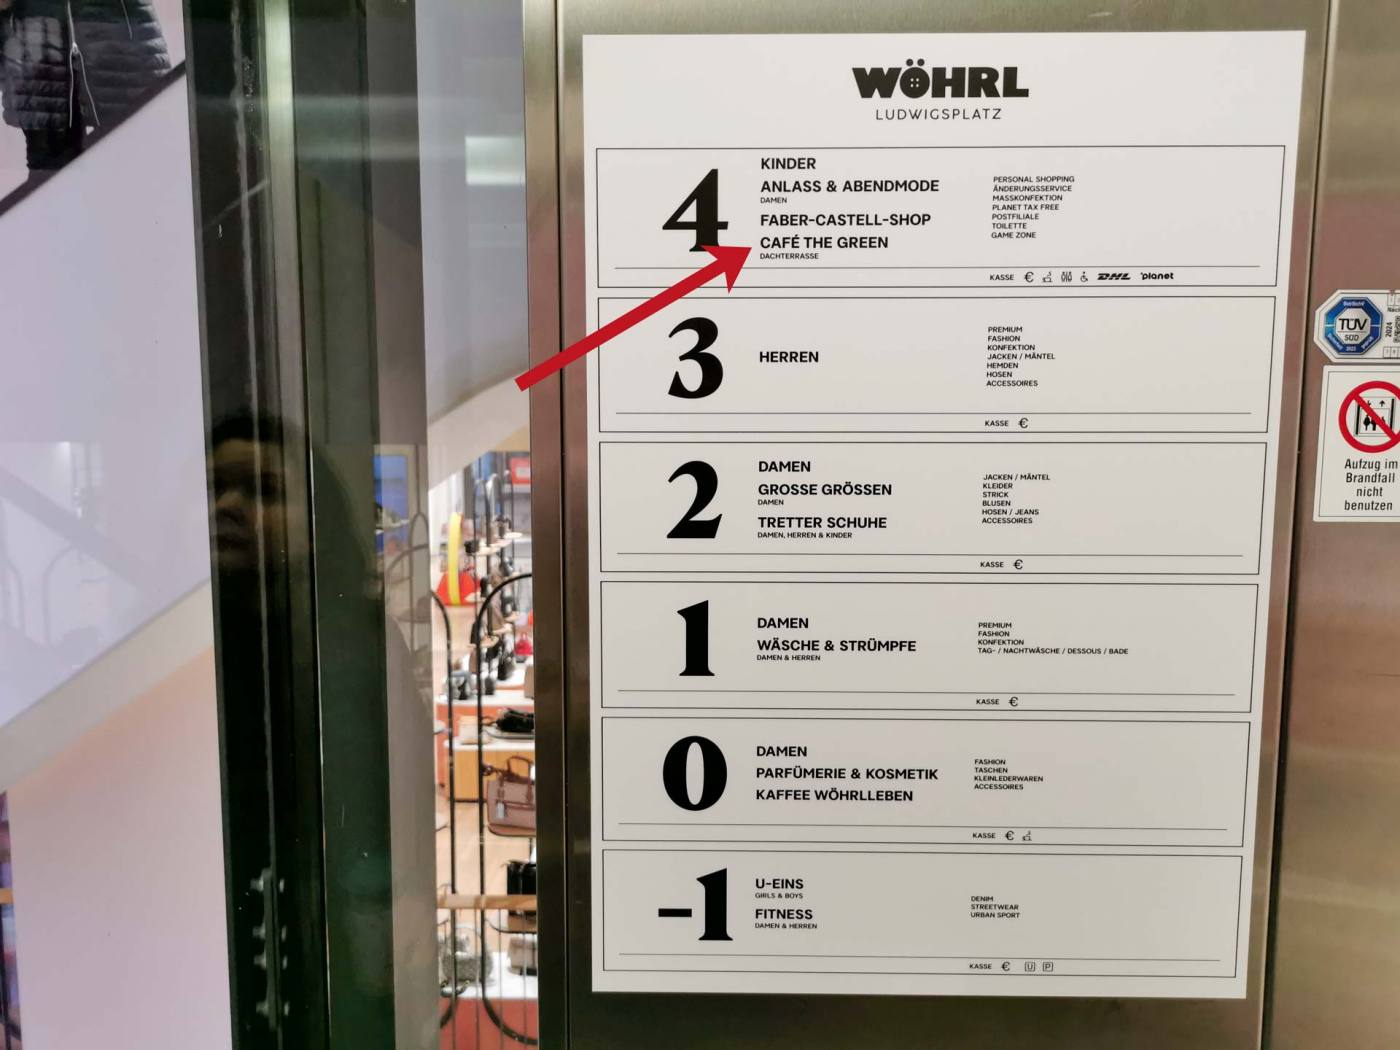 WÖHRL
LUDWIGSPLATZ
4
KINDER
ANLASS & ABENDMODE
DAMEN
FABER-CASTELL-SHOP
CAFÉ THE GREEN
DACHTERRASSE
PERSONAL SHOPPING
ÄNDERUNGSSERVICE
MASSKONFEKTION
PLANET TAX FREE
POSTFILIALE
TOILETTE
GAME ZONE
KASSE € DHL planet
3
HERREN
PREMIUM
FASHION
KONFEKTION
JACKEN / MÄNTEL
HEMDEN
HOSEN
ACCESSOIRES
KASSE €
2
DAMEN
GROSSE GRÖSSEN
DAMEN
TRETTER SCHUHE
DAMEN, HERREN & KINDER
JACKEN / MÄNTEL
KLEIDER
STRICK
BLUSEN
HOSEN / JEANS
ACCESSOIRES
KASSE €
1
DAMEN
WÄSCHE & STRÜMPFE
DAMEN & HERREN
PREMIUM
FASHION
KONFEKTION
TAG- / NACHTWÄSCHE / DESSOUS / BADE
KASSE €
0
DAMEN
PARFÜMERIE & KOSMETIK
KAFFEE WÖHRLLEBEN
FASHION
TASCHEN
KLEINLEDERWAREN
ACCESSOIRES
KASSE €
-1
U-EINS
GIRLS & BOYS
FITNESS
DAMEN & HERREN
DENIM
STREETWEAR
URBAN SPORT
KASSE € U P
TÜV
SÜD
2024
Aufzug im
Brandfall
nicht
benutzen